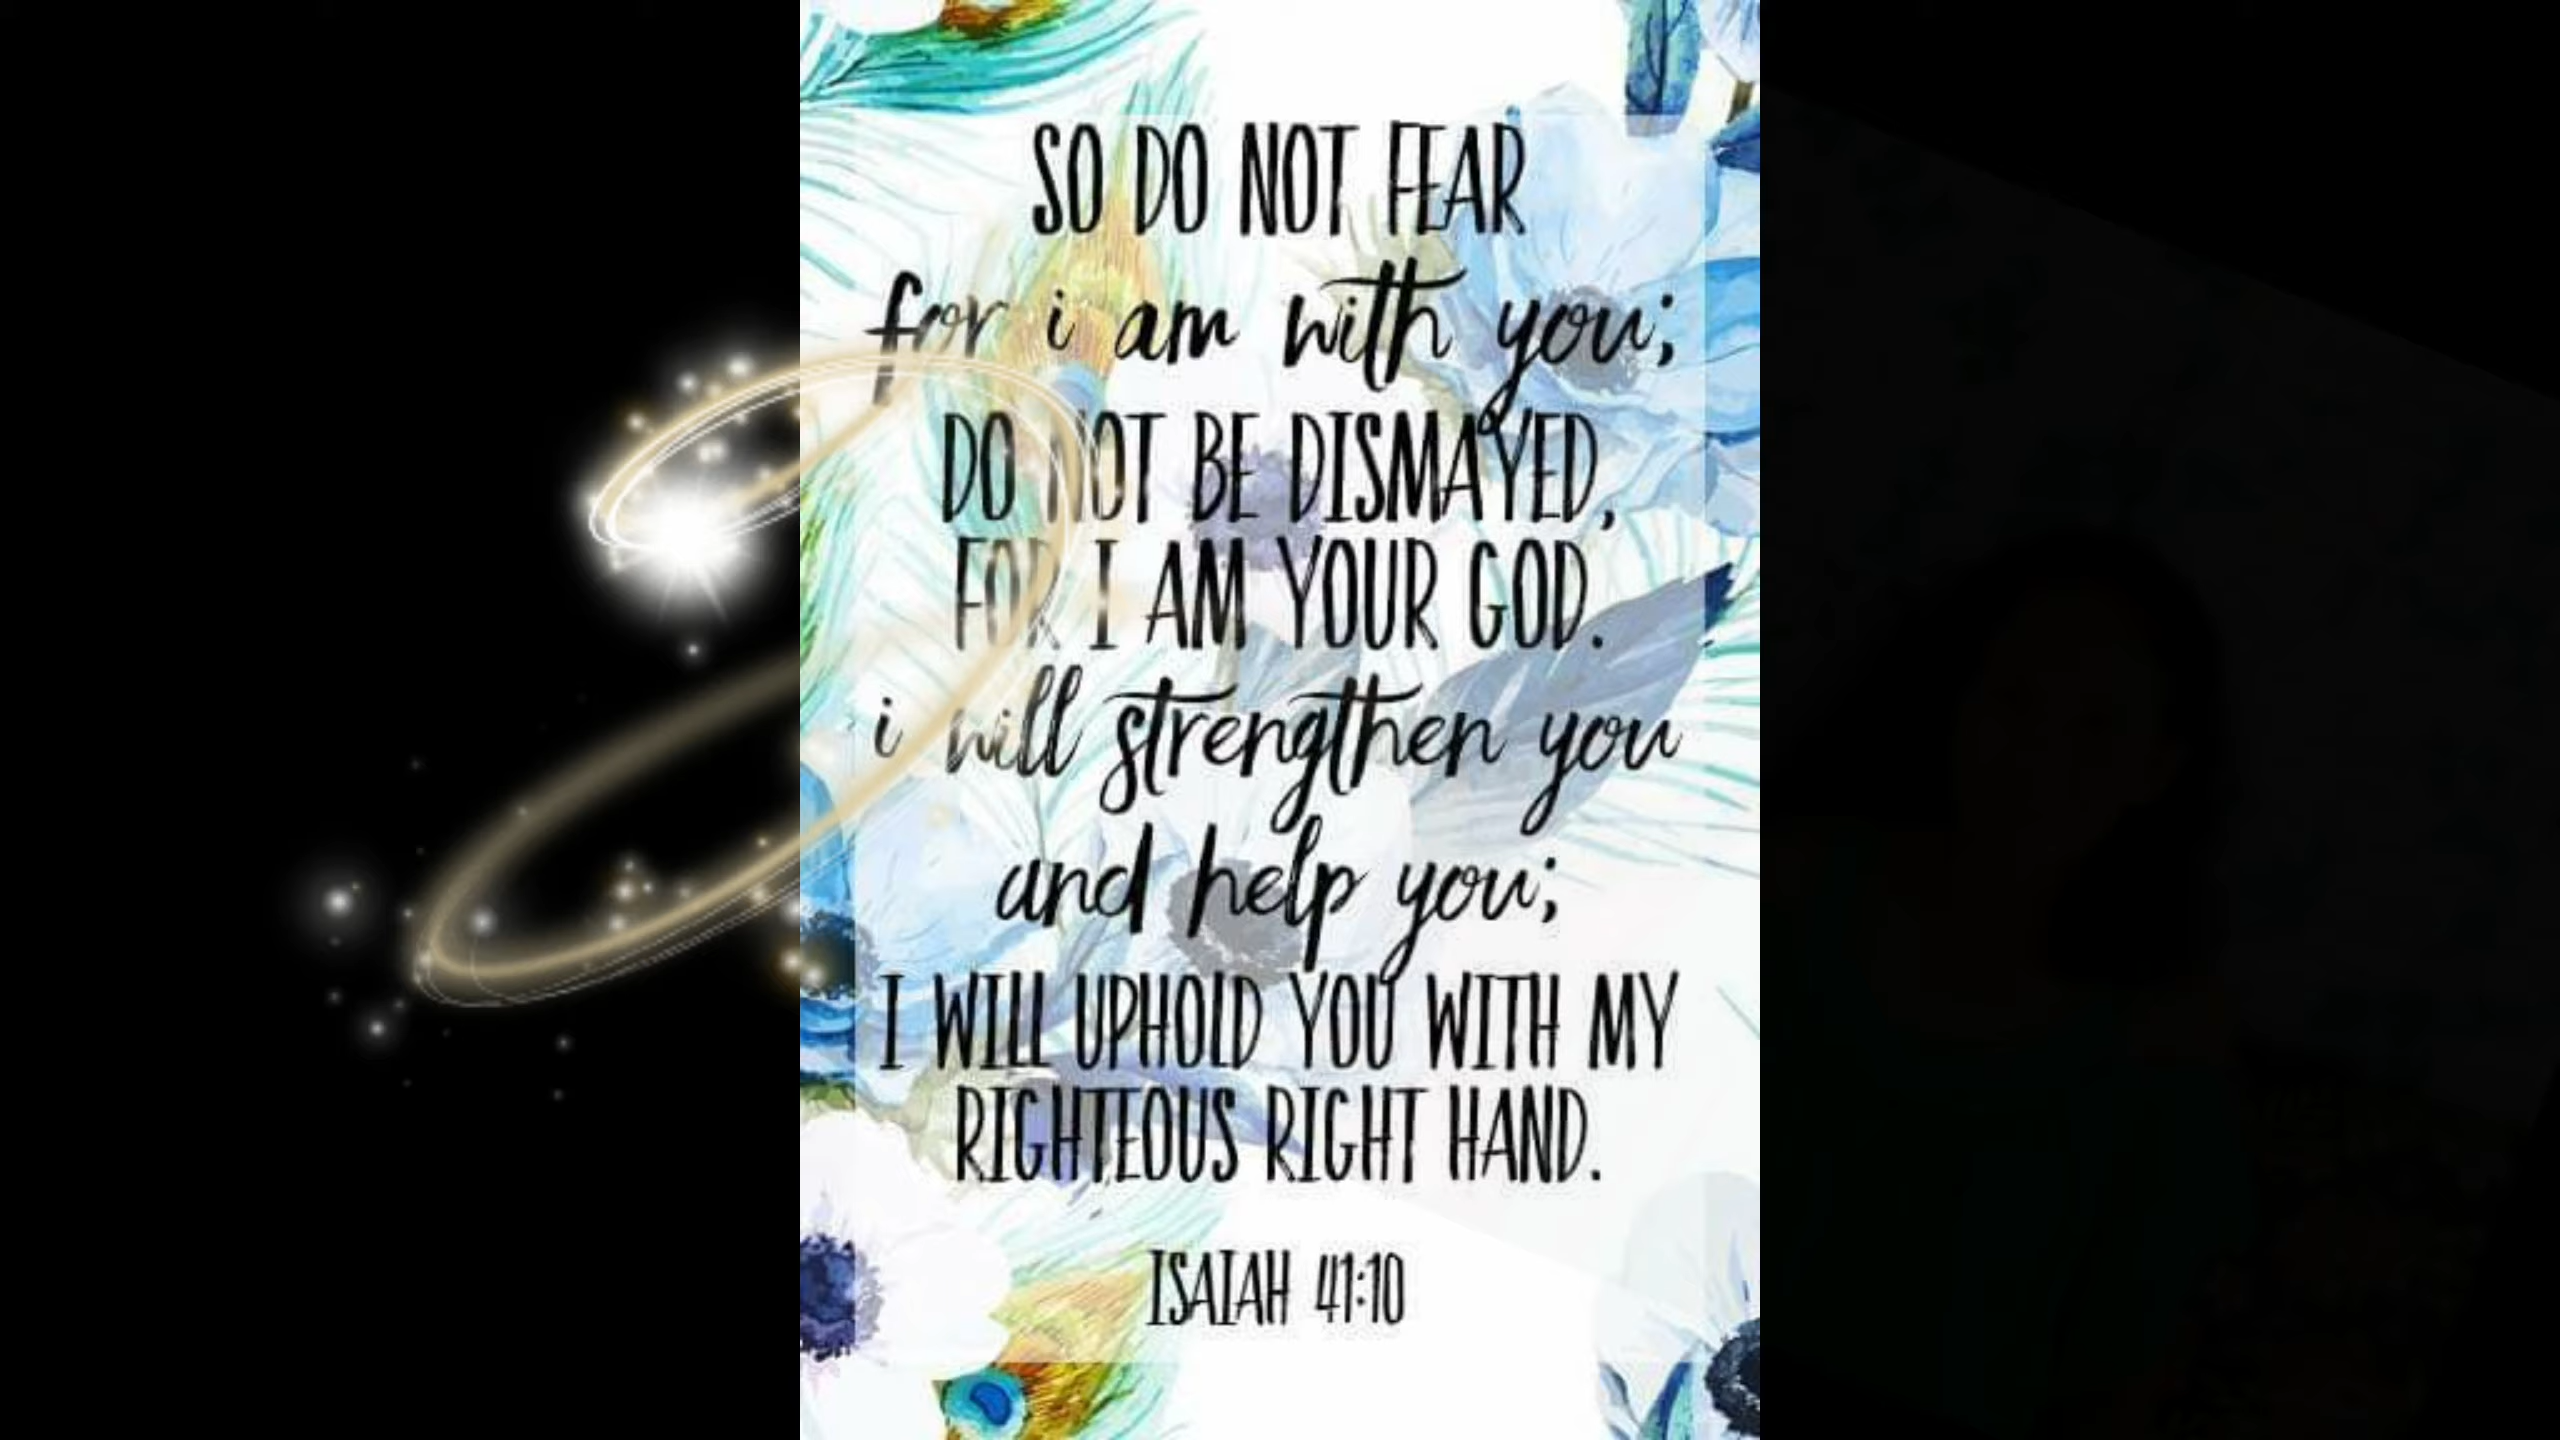 SO DO NOT FEAR
for i am with you;
DO NOT BE DISMAYED,
FOR I AM YOUR GOD.
i will strengthen you
and help you;
I WILL UPHOLD YOU WITH MY
RIGHTEOUS RIGHT HAND.
ISAIAH 41:10